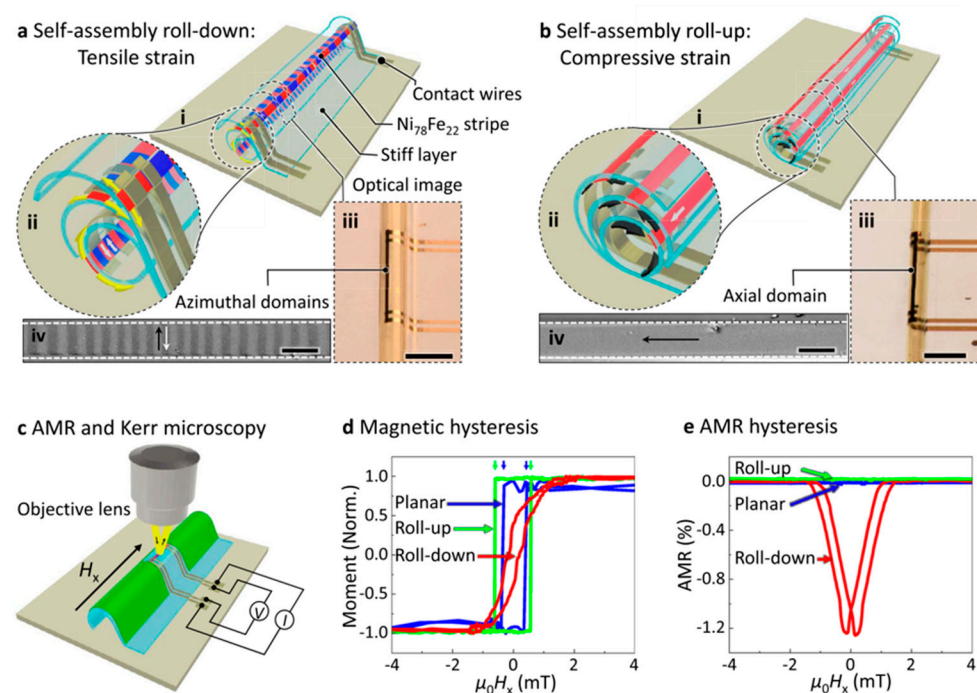 a Self-assembly roll-down:
Tensile strain
i
Contact wires
Ni78Fe22 stripe
Stiff layer
Optical image
ii
iii
Azimuthal domains
iv
b Self-assembly roll-up:
Compressive strain
i
ii
iii
Axial domain
iv
c AMR and Kerr microscopy
Objective lens
Hx
V
I
d Magnetic hysteresis
Moment (Norm.)
1.0
0.5
0.0
-0.5
-1.0
Planar
Roll-up
Roll-down
-4
-2
0
2
4
μ0Hx (mT)
e AMR hysteresis
AMR (%)
0.0
-0.4
-0.8
-1.2
Roll-up
Planar
Roll-down
-4
-2
0
2
4
μ0Hx (mT)